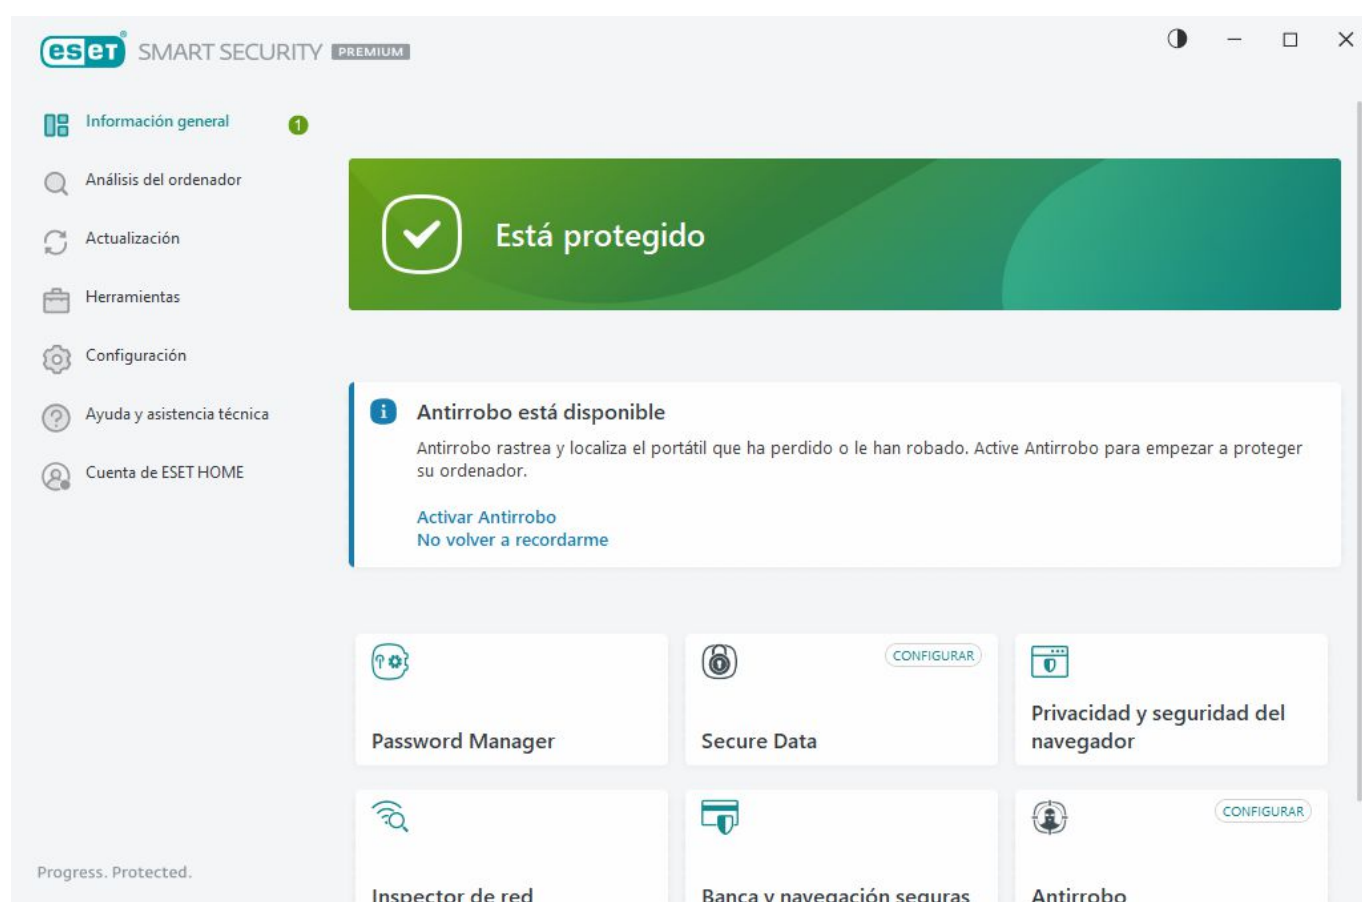 eset® SMART SECURITY PREMIUM
Información general 1
Análisis del ordenador
Actualización
Herramientas
Configuración
Ayuda y asistencia técnica
Cuenta de ESET HOME
Progress. Protected.
Está protegido
i Antirrobo está disponible
Antirrobo rastrea y localiza el portátil que ha perdido o le han robado. Active Antirrobo para empezar a proteger
su ordenador.
Activar Antirrobo
No volver a recordarme
Password Manager
CONFIGURAR
Secure Data
Privacidad y seguridad del
navegador
Inspector de red
Banca y navegación seguras
CONFIGURAR
Antirrobo